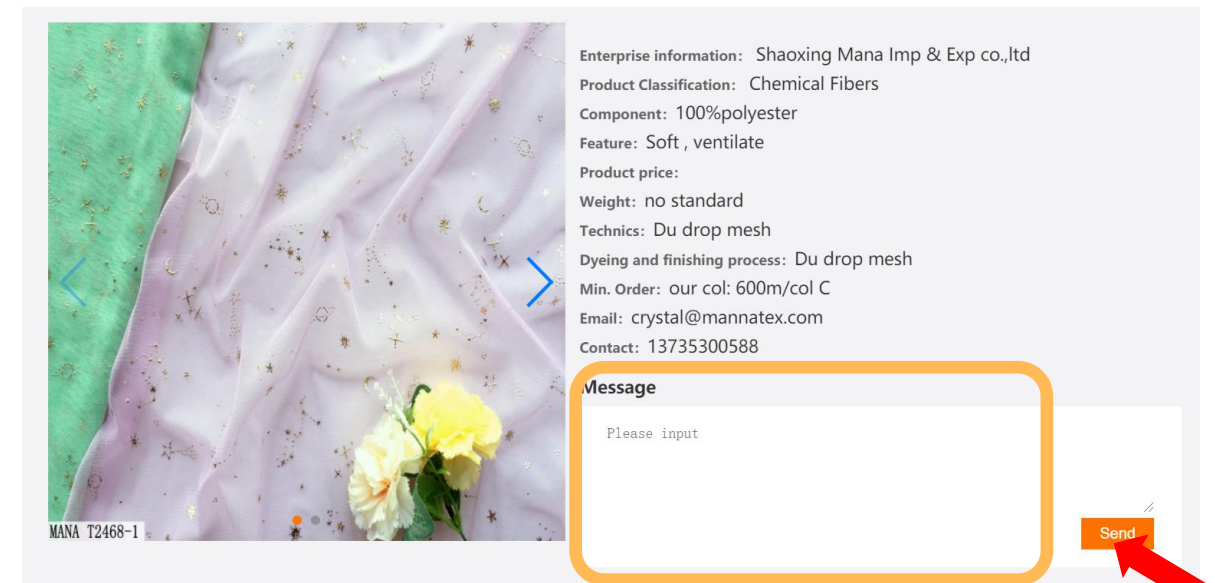 Enterprise information: Shaoxing Mana Imp & Exp co.,ltd
Product Classification: Chemical Fibers
Component: 100%polyester
Feature: Soft , ventilate
Product price:
Weight: no standard
Technics: Du drop mesh
Dyeing and finishing process: Du drop mesh
Min. Order: our col: 600m/col C
Email: crystal@mannatex.com
Contact: 13735300588
Message
Please input
Send
MANA T2468-1